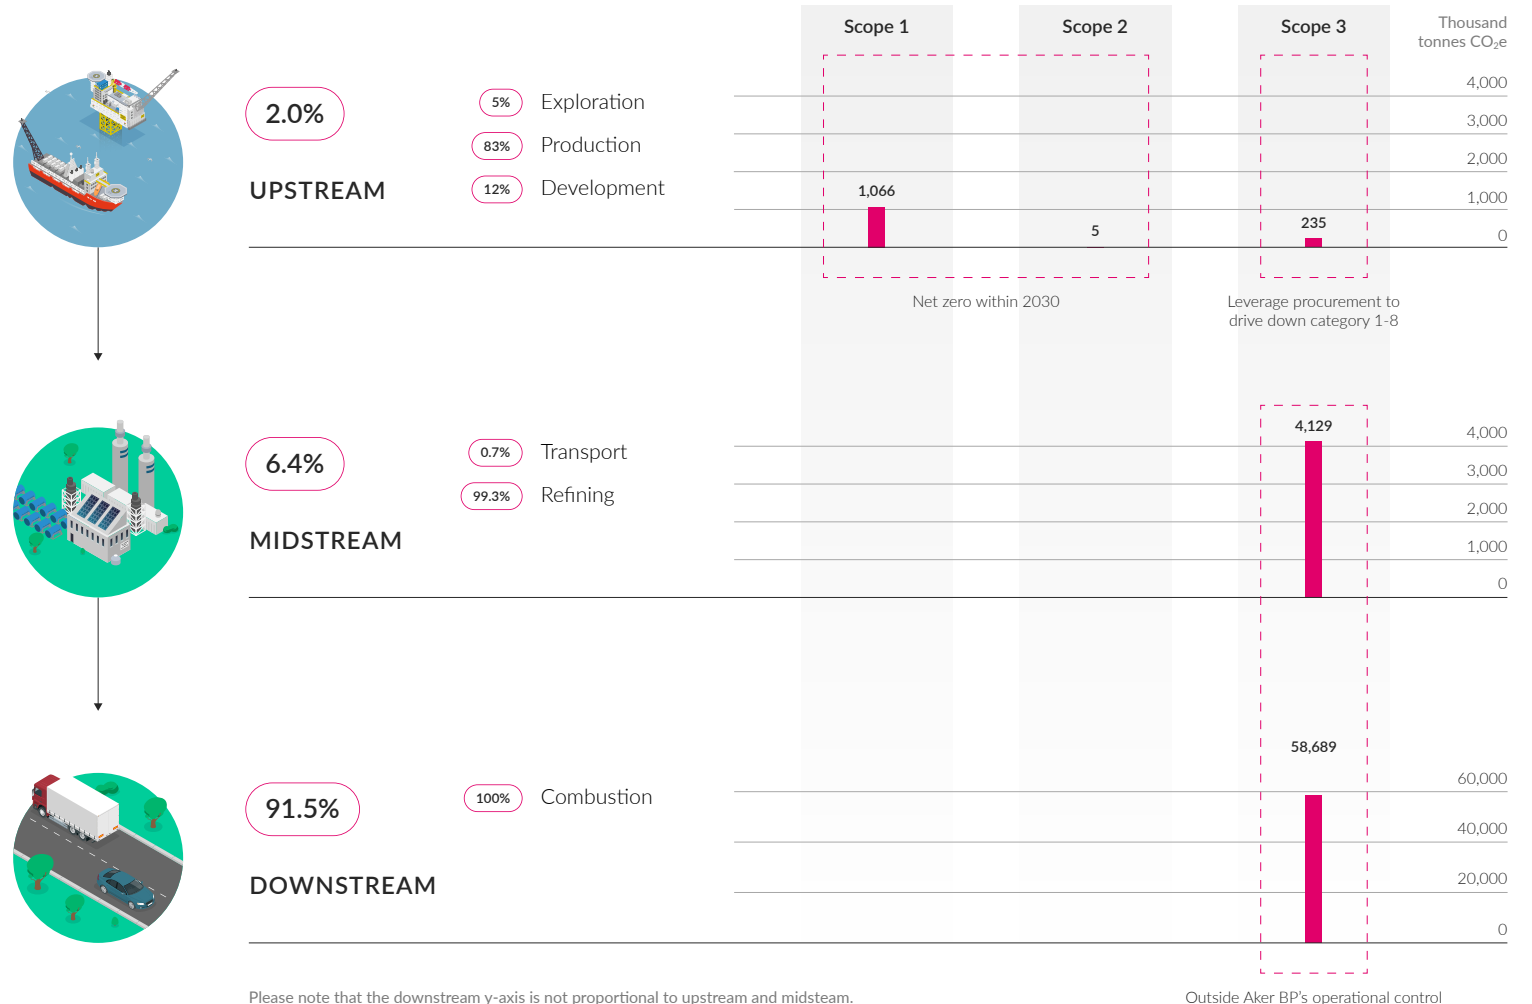 Scope 1
Scope 2
Scope 3
Thousand
tonnes CO₂e
2.0%
UPSTREAM
5% Exploration
83% Production
12% Development
4,000
3,000
2,000
1,000
0
1,066
5
235
Net zero within 2030
Leverage procurement to
drive down category 1-8
6.4%
MIDSTREAM
0.7% Transport
99.3% Refining
4,129
4,000
3,000
2,000
1,000
0
91.5%
DOWNSTREAM
100% Combustion
58,689
60,000
40,000
20,000
0
Please note that the downstream y-axis is not proportional to upstream and midsteam.
Outside Aker BP's operational control